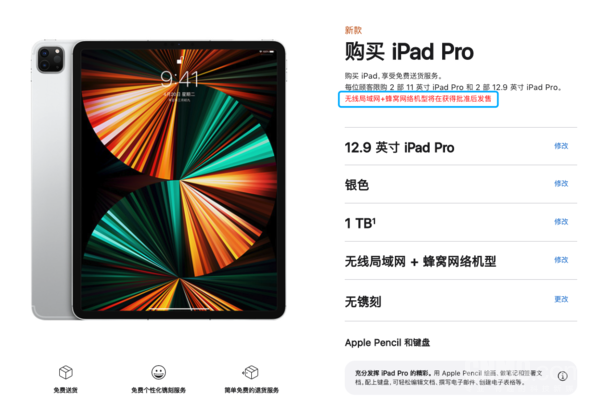 新款
购买 iPad Pro
购买 iPad，享受免费送货服务。
每位顾客限购 2 部 11 英寸 iPad Pro 和 2 部 12.9 英寸 iPad Pro。
无线局域网+蜂窝网络机型将在获得批准后发售
9:41
4月20日 星期二
12.9 英寸 iPad Pro
修改
银色
修改
1 TB¹
修改
无线局域网 + 蜂窝网络机型
修改
无镌刻
更改
Apple Pencil 和键盘
充分发挥 iPad Pro 的精彩。用 Apple Pencil 绘画、做笔记和签署文
档，配上键盘，可轻松编辑文档、撰写电子邮件、创建电子表格等。
免费送货
免费个性化镌刻服务
简单免费的退货服务